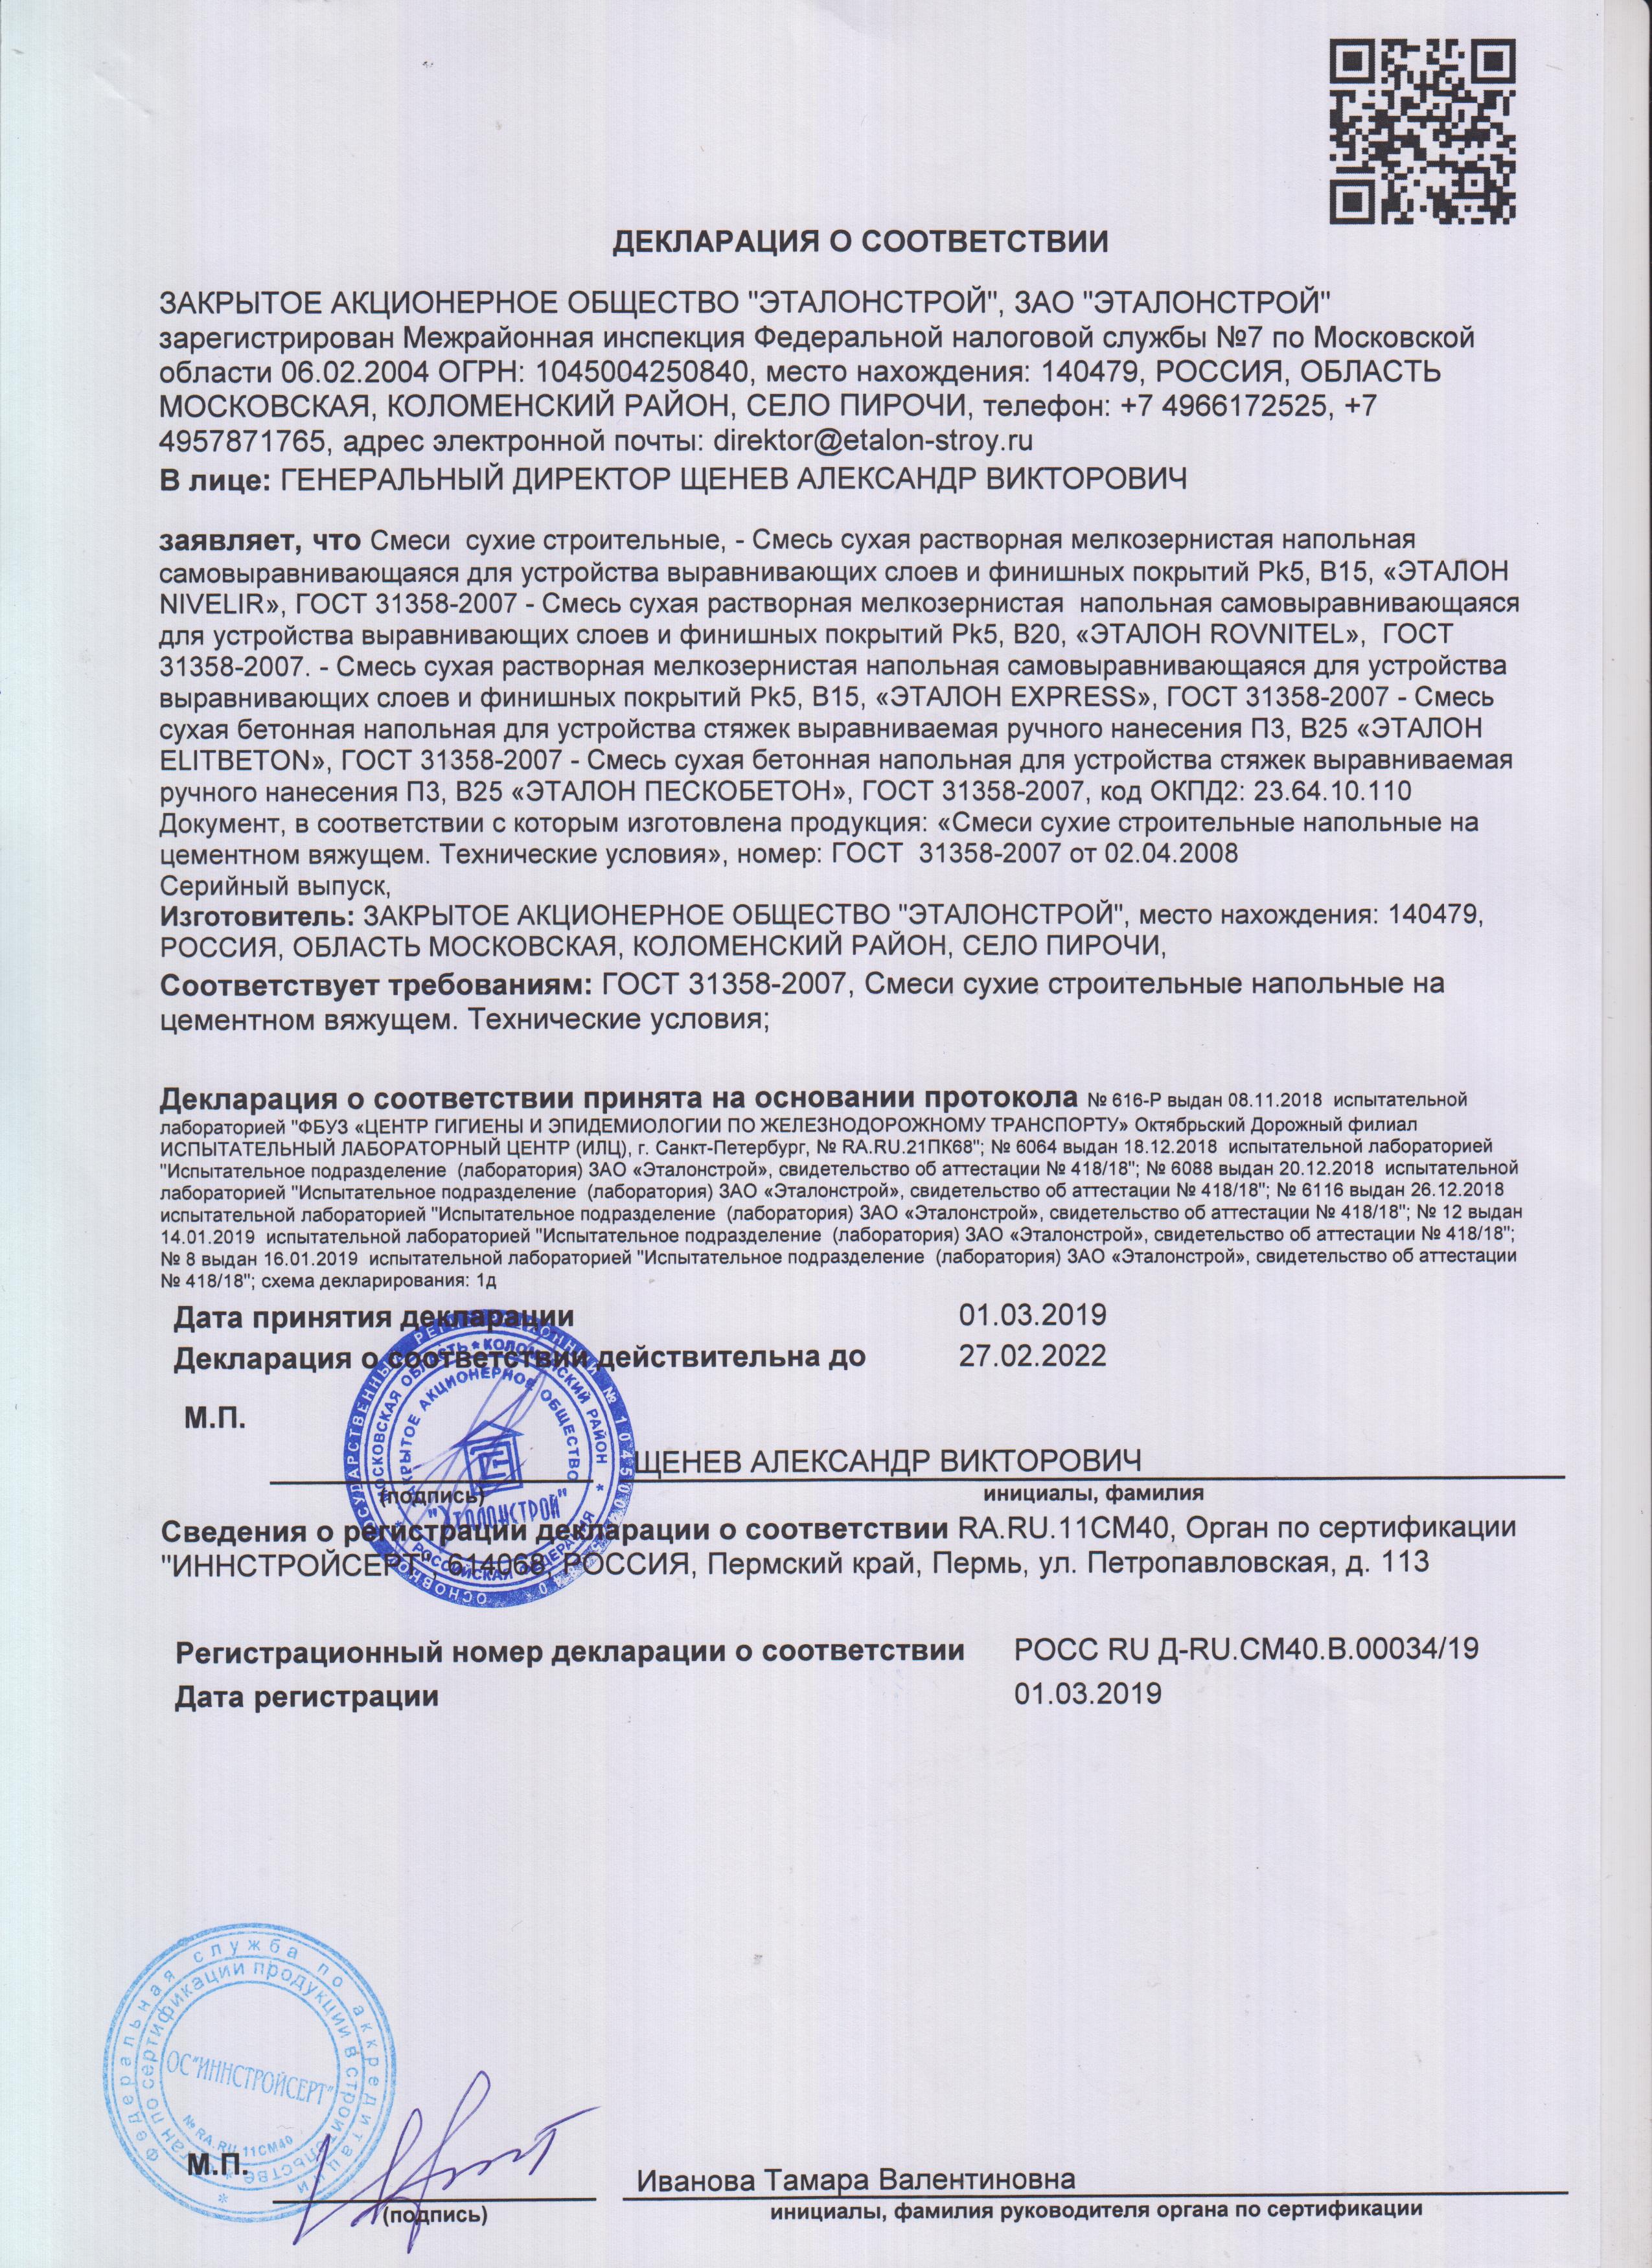 ДЕКЛАРАЦИЯ О СООТВЕТСТВИИ
ЗАКРЫТОЕ АКЦИОНЕРНОЕ ОБЩЕСТВО "ЭТАЛОНСТРОЙ", ЗАО "ЭТАЛОНСТРОЙ"
зарегистрирован Межрайонная инспекция Федеральной налоговой службы №7 по Московской
области 06.02.2004 ОГРН: 1045004250840, место нахождения: 140479, РОССИЯ, ОБЛАСТЬ
МОСКОВСКАЯ, КОЛОМЕНСКИЙ РАЙОН, СЕЛО ПИРОЧИ, телефон: +7 4966172525, +7
4957871765, адрес электронной почты: direktor@etalon-stroy.ru
В лице: ГЕНЕРАЛЬНЫЙ ДИРЕКТОР ЩЕНЕВ АЛЕКСАНДР ВИКТОРОВИЧ
заявляет, что Смеси сухие строительные, - Смесь сухая растворная мелкозернистая напольная
самовыравнивающаяся для устройства выравнивающих слоев и финишных покрытий Pk5, B15, «ЭТАЛОН
NIVELIR», ГОСТ 31358-2007 - Смесь сухая растворная мелкозернистая напольная самовыравнивающаяся
для устройства выравнивающих слоев и финишных покрытий Pk5, B20, «ЭТАЛОН ROVNITEL», ГОСТ
31358-2007. - Смесь сухая растворная мелкозернистая напольная самовыравнивающаяся для устройства
выравнивающих слоев и финишных покрытий Pk5, B15, «ЭТАЛОН EXPRESS», ГОСТ 31358-2007 - Смесь
сухая бетонная напольная для устройства стяжек выравниваемая ручного нанесения П3, В25 «ЭТАЛОН
ELITBETON», ГОСТ 31358-2007 - Смесь сухая бетонная напольная для устройства стяжек выравниваемая
ручного нанесения П3, В25 «ЭТАЛОН ПЕСКОБЕТОН», ГОСТ 31358-2007, код ОКПД2: 23.64.10.110
Документ, в соответствии с которым изготовлена продукция: «Смеси сухие строительные напольные на
цементном вяжущем. Технические условия», номер: ГОСТ 31358-2007 от 02.04.2008
Серийный выпуск,
Изготовитель: ЗАКРЫТОЕ АКЦИОНЕРНОЕ ОБЩЕСТВО "ЭТАЛОНСТРОЙ", место нахождения: 140479,
РОССИЯ, ОБЛАСТЬ МОСКОВСКАЯ, КОЛОМЕНСКИЙ РАЙОН, СЕЛО ПИРОЧИ,
Соответствует требованиям: ГОСТ 31358-2007, Смеси сухие строительные напольные на
цементном вяжущем. Технические условия;
Декларация о соответствии принята на основании протокола № 616-Р выдан 08.11.2018 испытательной
лабораторией "ФБУЗ «ЦЕНТР ГИГИЕНЫ И ЭПИДЕМИОЛОГИИ ПО ЖЕЛЕЗНОДОРОЖНОМУ ТРАНСПОРТУ» Октябрьский Дорожный филиал
ИСПЫТАТЕЛЬНЫЙ ЛАБОРАТОРНЫЙ ЦЕНТР (ИЛЦ), г. Санкт-Петербург, № RA.RU.21ПК68"; № 6064 выдан 18.12.2018 испытательной лабораторией
"Испытательное подразделение (лаборатория) ЗАО «Эталонстрой», свидетельство об аттестации № 418/18"; № 6088 выдан 20.12.2018 испытательной
лабораторией "Испытательное подразделение (лаборатория) ЗАО «Эталонстрой», свидетельство об аттестации № 418/18"; № 6116 выдан 26.12.2018
испытательной лабораторией "Испытательное подразделение (лаборатория) ЗАО «Эталонстрой», свидетельство об аттестации № 418/18"; № 12 выдан
14.01.2019 испытательной лабораторией "Испытательное подразделение (лаборатория) ЗАО «Эталонстрой», свидетельство об аттестации № 418/18";
№ 8 выдан 16.01.2019 испытательной лабораторией "Испытательное подразделение (лаборатория) ЗАО «Эталонстрой», свидетельство об аттестации
№ 418/18"; схема декларирования: 1д
Дата принятия декларации 01.03.2019
Декларация о соответствии действительна до 27.02.2022
М.П.
ЩЕНЕВ АЛЕКСАНДР ВИКТОРОВИЧ
(подпись) инициалы, фамилия
МОСКОВСКАЯ ОБЛАСТЬ * КОЛОМЕНСКИЙ РАЙОН *
РОССИЙСКАЯ ФЕДЕРАЦИЯ
ЗАКРЫТОЕ АКЦИОНЕРНОЕ ОБЩЕСТВО
"ЭТАЛОНСТРОЙ"
Сведения о регистрации декларации о соответствии RA.RU.11СМ40, Орган по сертификации
"ИННСТРОЙСЕРТ", 614068, РОССИЯ, Пермский край, Пермь, ул. Петропавловская, д. 113
Регистрационный номер декларации о соответствии РОСС RU Д-RU.СМ40.В.00034/19
Дата регистрации 01.03.2019
Федеральная служба по аккредитации *
Орган по сертификации продукции в строительстве *
ОС"ИННСТРОЙСЕРТ"
№ RA.RU.11СМ40
М.П.
Иванова Тамара Валентиновна
(подпись) инициалы, фамилия руководителя органа по сертификации